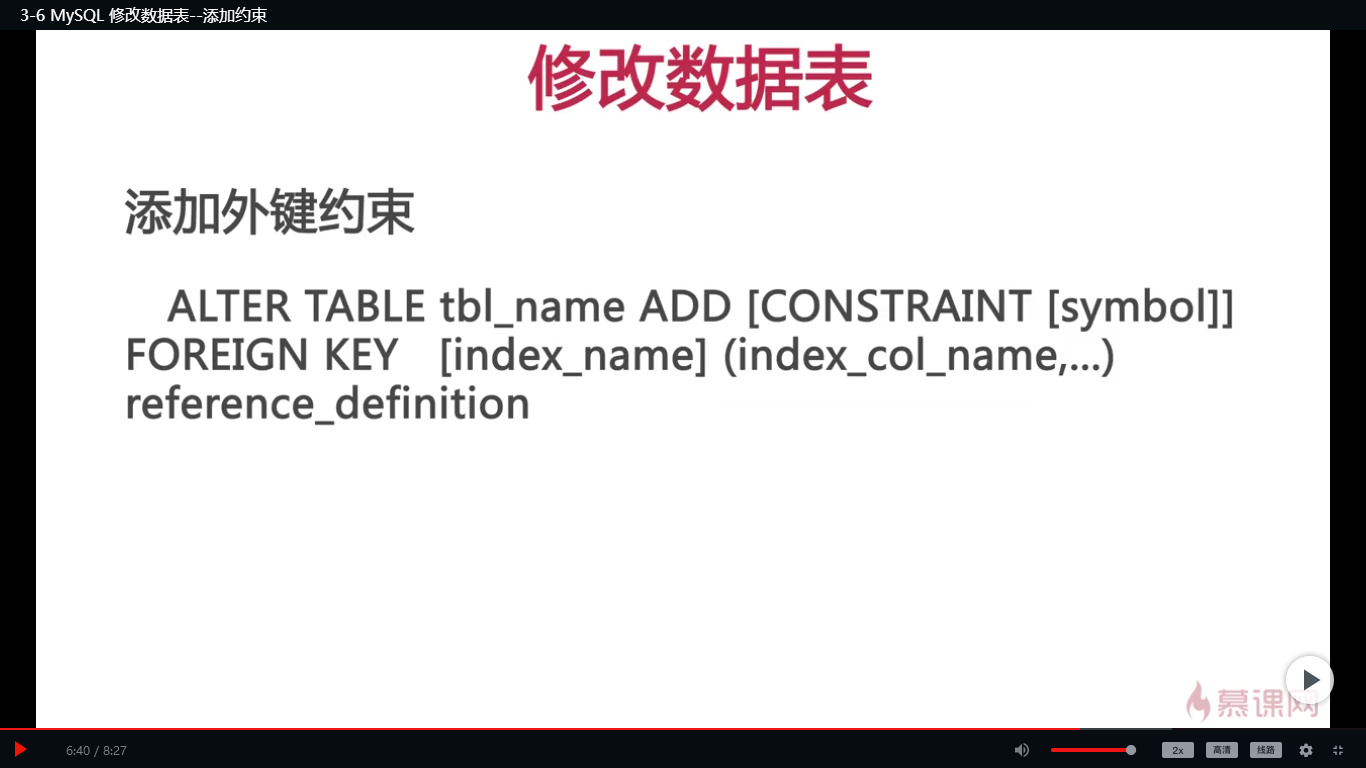 3-6 MySQL 修改数据表--添加约束
修改数据表
添加外键约束
ALTER TABLE tbl_name ADD [CONSTRAINT [symbol]]
FOREIGN KEY [index_name] (index_col_name,...)
reference_definition
慕课网
6:40 / 8:27
2x 高清 线路